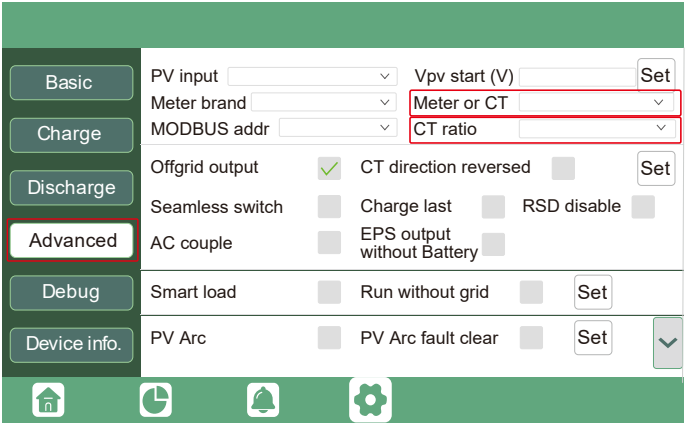 Basic
Charge
Discharge
Advanced
Debug
Device info.
PV input
Vpv start (V)
Set
Meter brand
Meter or CT
MODBUS addr
CT ratio
Offgrid output
CT direction reversed
Set
Seamless switch
Charge last
RSD disable
AC couple
EPS output
without Battery
Smart load
Run without grid
Set
PV Arc
PV Arc fault clear
Set